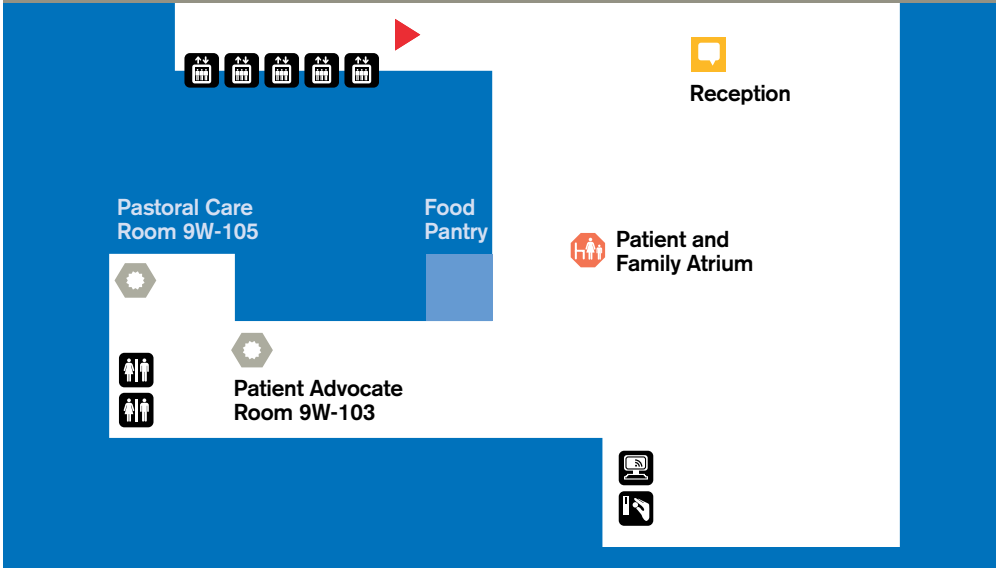 Reception
Pastoral Care
Room 9W-105
Food
Pantry
Patient and
Family Atrium
Patient Advocate
Room 9W-103